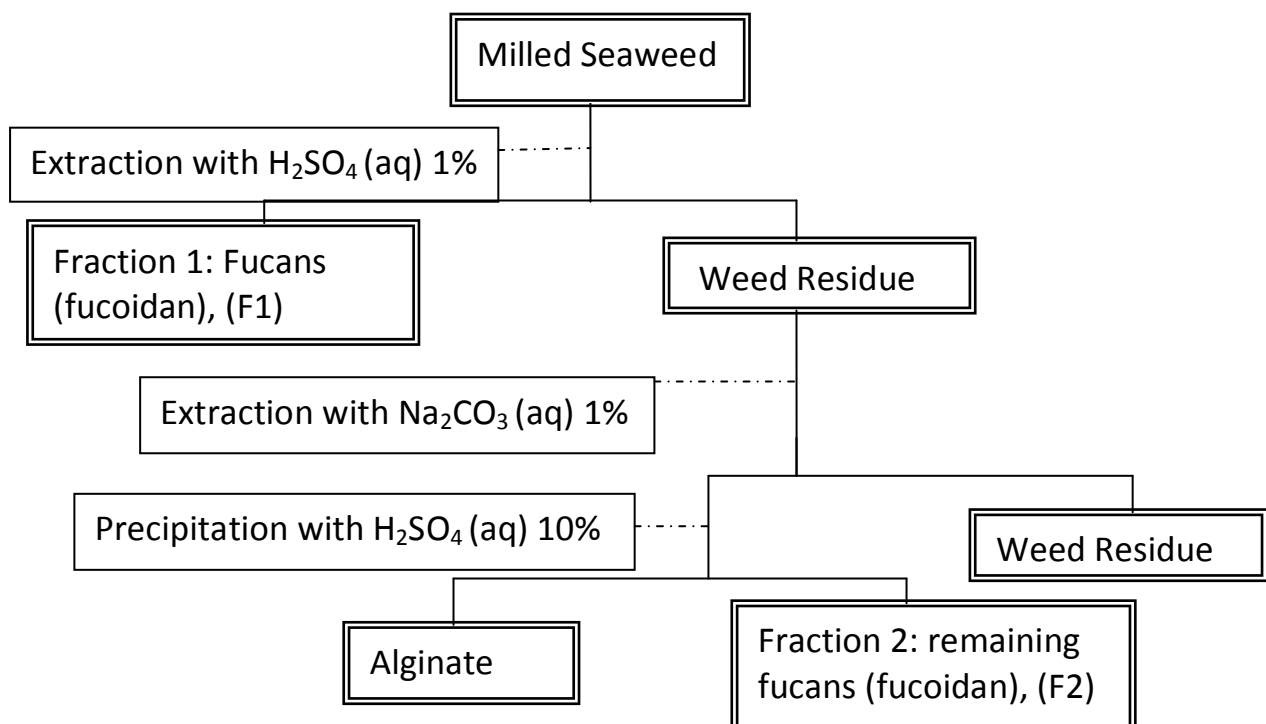 Milled Seaweed
Extraction with H₂SO₄ (aq) 1%
Fraction 1: Fucans
(fucoidan), (F1)
Weed Residue
Extraction with Na₂CO₃ (aq) 1%
Precipitation with H₂SO₄ (aq) 10%
Weed Residue
Alginate
Fraction 2: remaining
fucans (fucoidan), (F2)